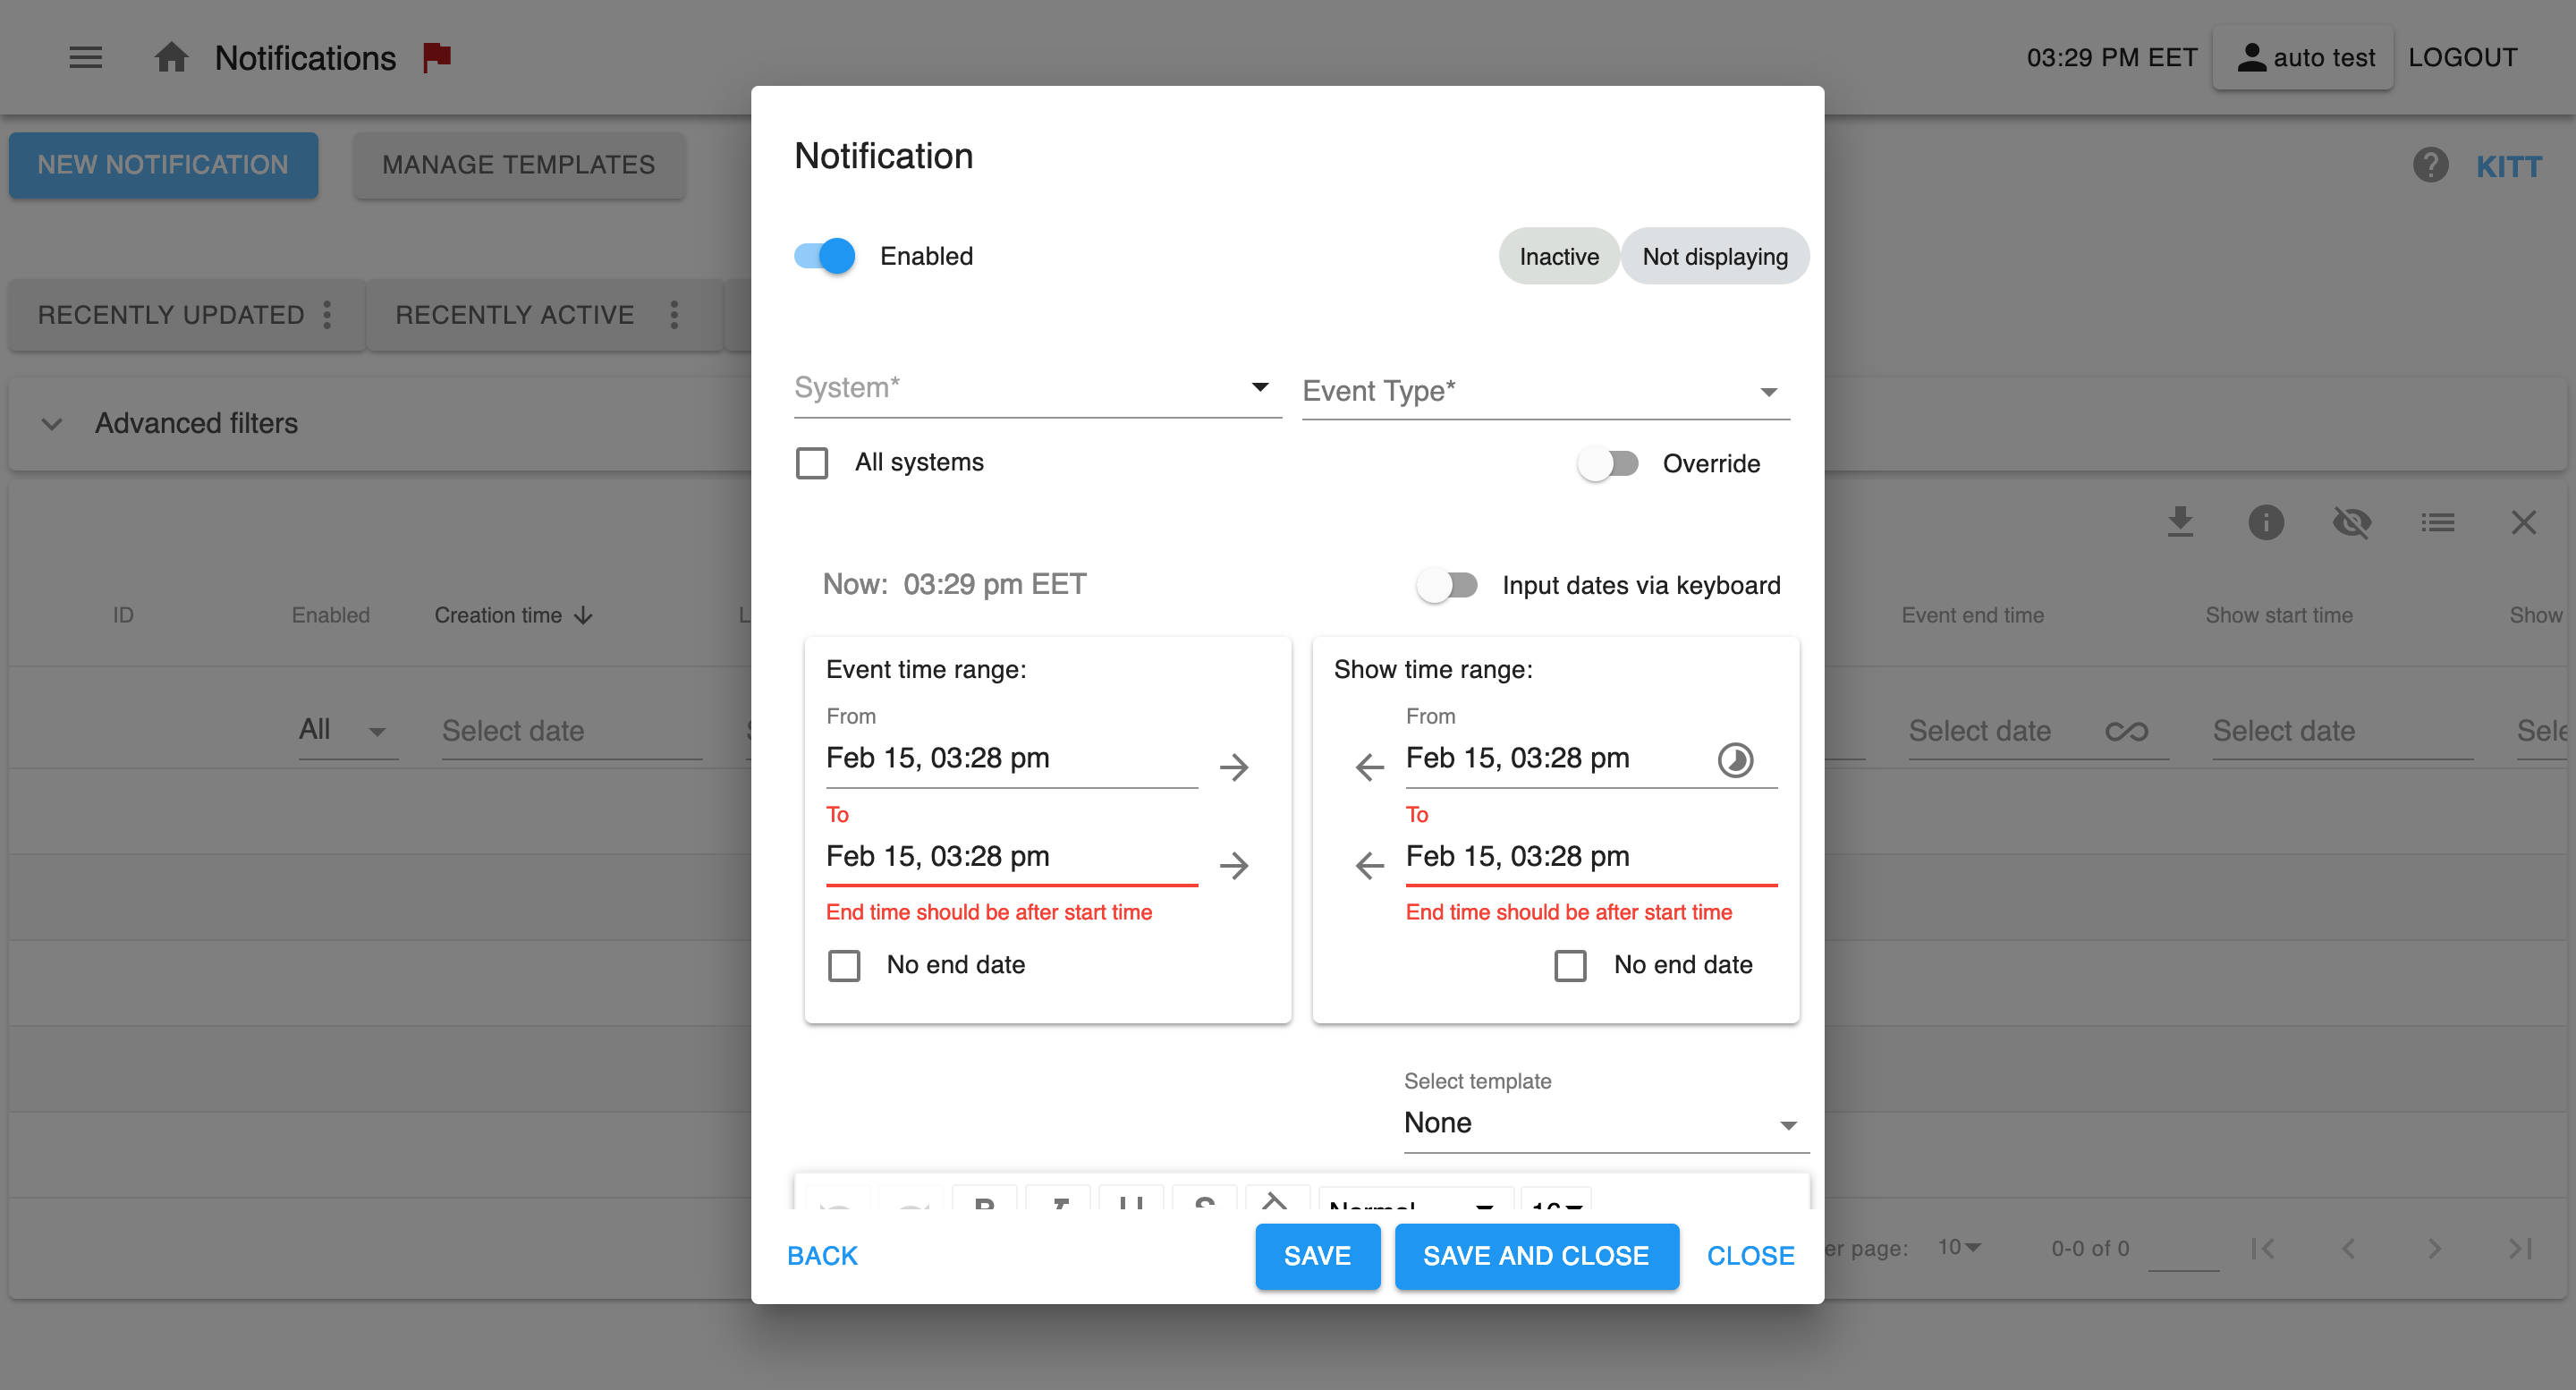 Notifications
03:29 PM EET
auto test
LOGOUT
NEW NOTIFICATION
MANAGE TEMPLATES
KITT
RECENTLY UPDATED
RECENTLY ACTIVE
Advanced filters
ID
Enabled
Creation time
Event end time
Show start time
Show
All
Select date
Select date
Select date
Sele
er page:
10
0-0 of 0
Notification
Enabled
Inactive
Not displaying
System*
Event Type*
All systems
Override
Now: 03:29 pm EET
Input dates via keyboard
Event time range:
From
Feb 15, 03:28 pm
To
Feb 15, 03:28 pm
End time should be after start time
No end date
Show time range:
From
Feb 15, 03:28 pm
To
Feb 15, 03:28 pm
End time should be after start time
No end date
Select template
None
Normal
16
BACK
SAVE
SAVE AND CLOSE
CLOSE